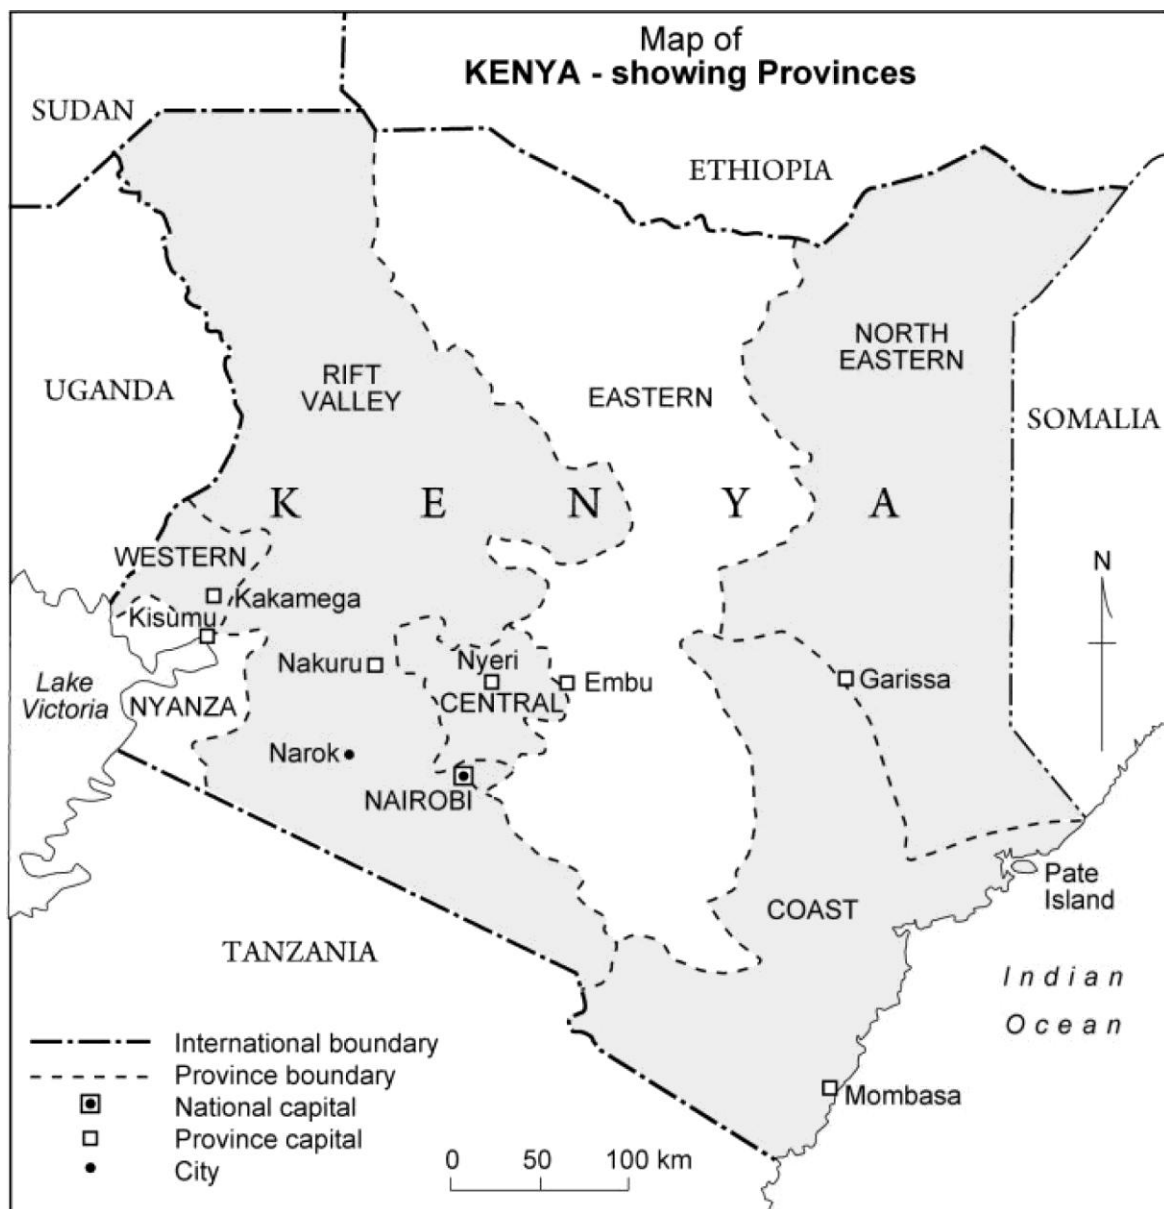 Map of
KENYA - showing Provinces
SUDAN
ETHIOPIA
NORTH
EASTERN
RIFT
VALLEY
UGANDA
EASTERN
SOMALIA
K E N Y A
WESTERN
N
Kakamega
Kisumu
Nakuru
Nyeri
Embu
Garissa
Lake
Victoria
NYANZA
CENTRAL
Narok
NAIROBI
Pate
Island
COAST
TANZANIA
Indian
Ocean
International boundary
Province boundary
National capital
Mombasa
Province capital
City
0 50 100 km